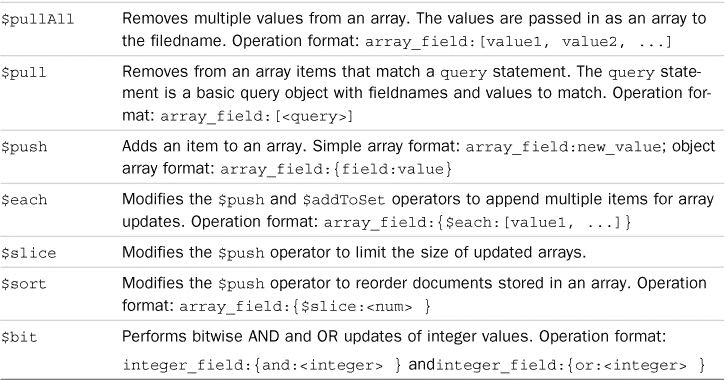 $pullAll Removes multiple values from an array. The values are passed in as an array to
the filedname. Operation format: array_field:[value1, value2, ...]
$pull Removes from an array items that match a query statement. The query state-
ment is a basic query object with fieldnames and values to match. Operation for-
mat: array_field:[<query>]
$push Adds an item to an array. Simple array format: array_field:new_value; object
array format: array_field:{field:value}
$each Modifies the $push and $addToSet operators to append multiple items for array
updates. Operation format: array_field:{$each:[value1, ...]}
$slice Modifies the $push operator to limit the size of updated arrays.
$sort Modifies the $push operator to reorder documents stored in an array. Operation
format: array_field:{$slice:<num> }
$bit Performs bitwise AND and OR updates of integer values. Operation format:
integer_field:{and:<integer> } andinteger_field:{or:<integer> }